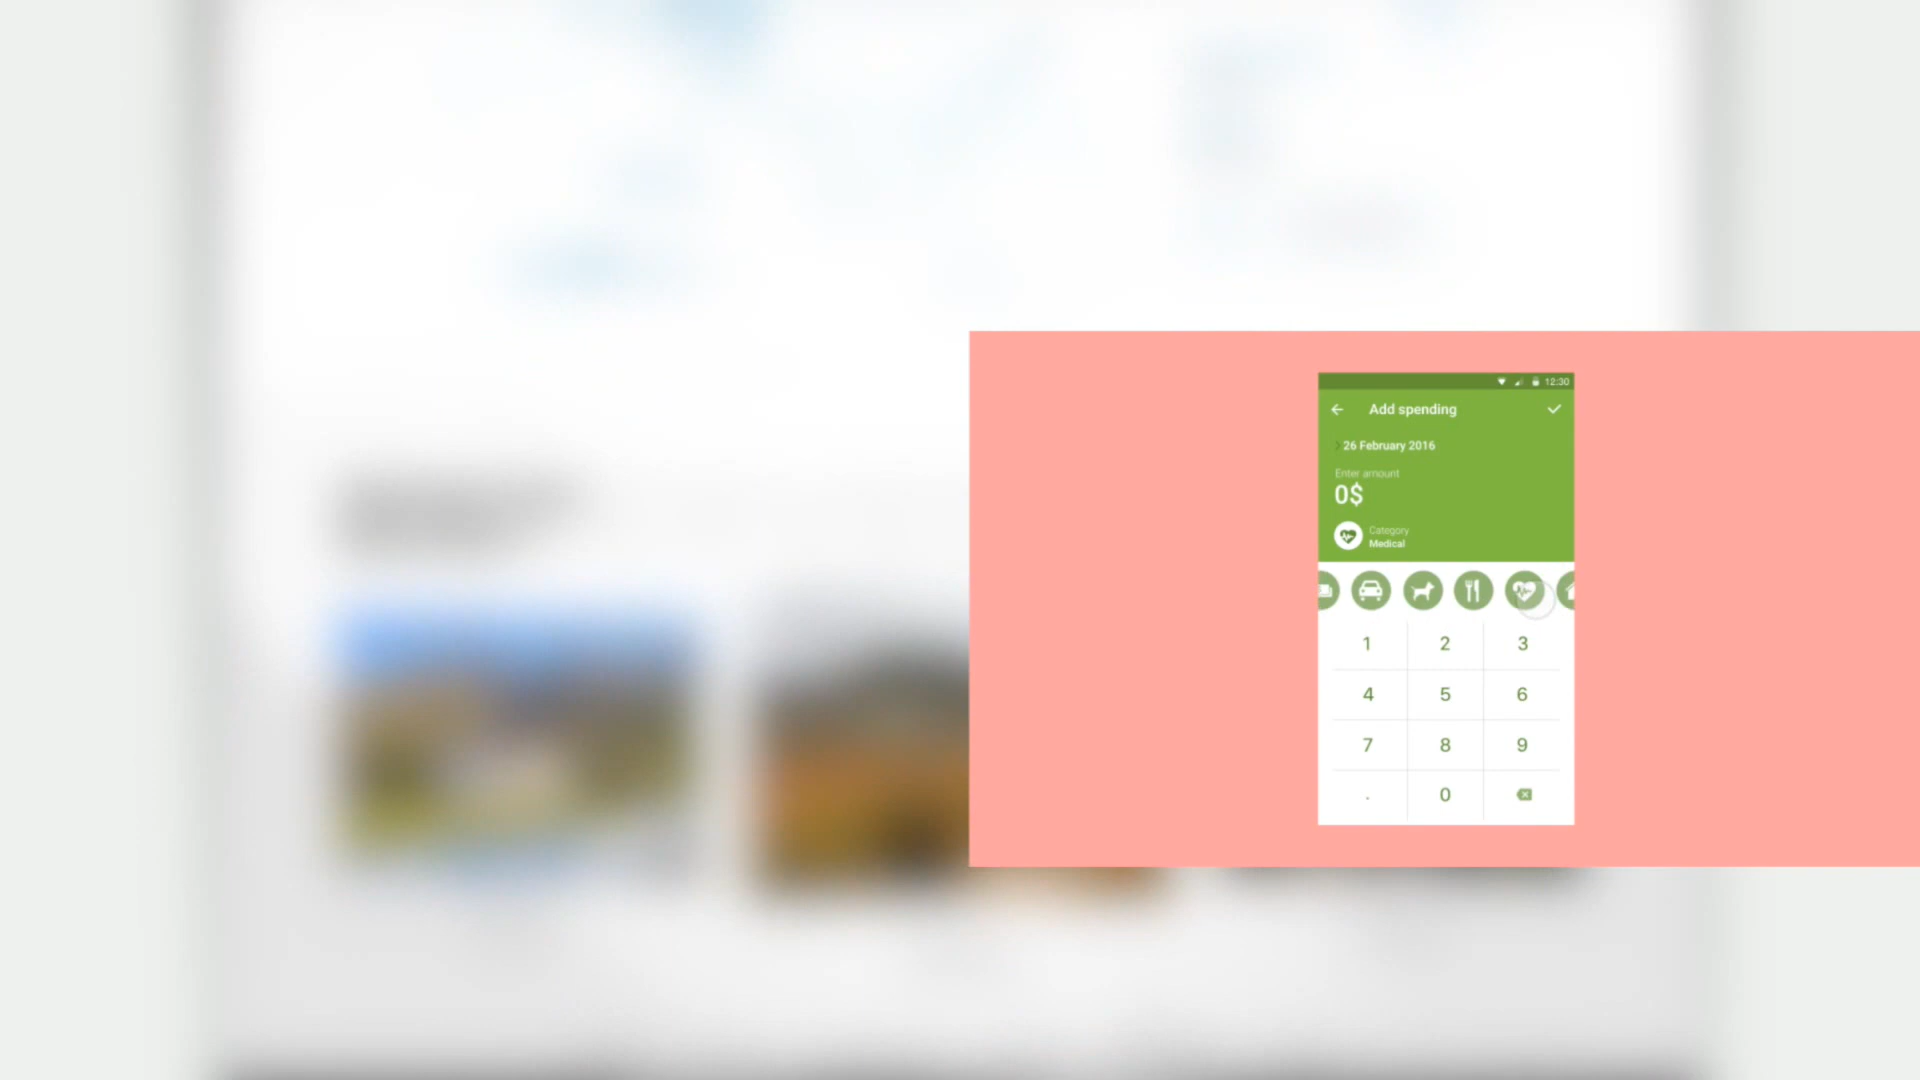 12:30
Add spending
26 February 2016
Enter amount
0$
Category
Medical
1 2 3
4 5 6
7 8 9
. 0